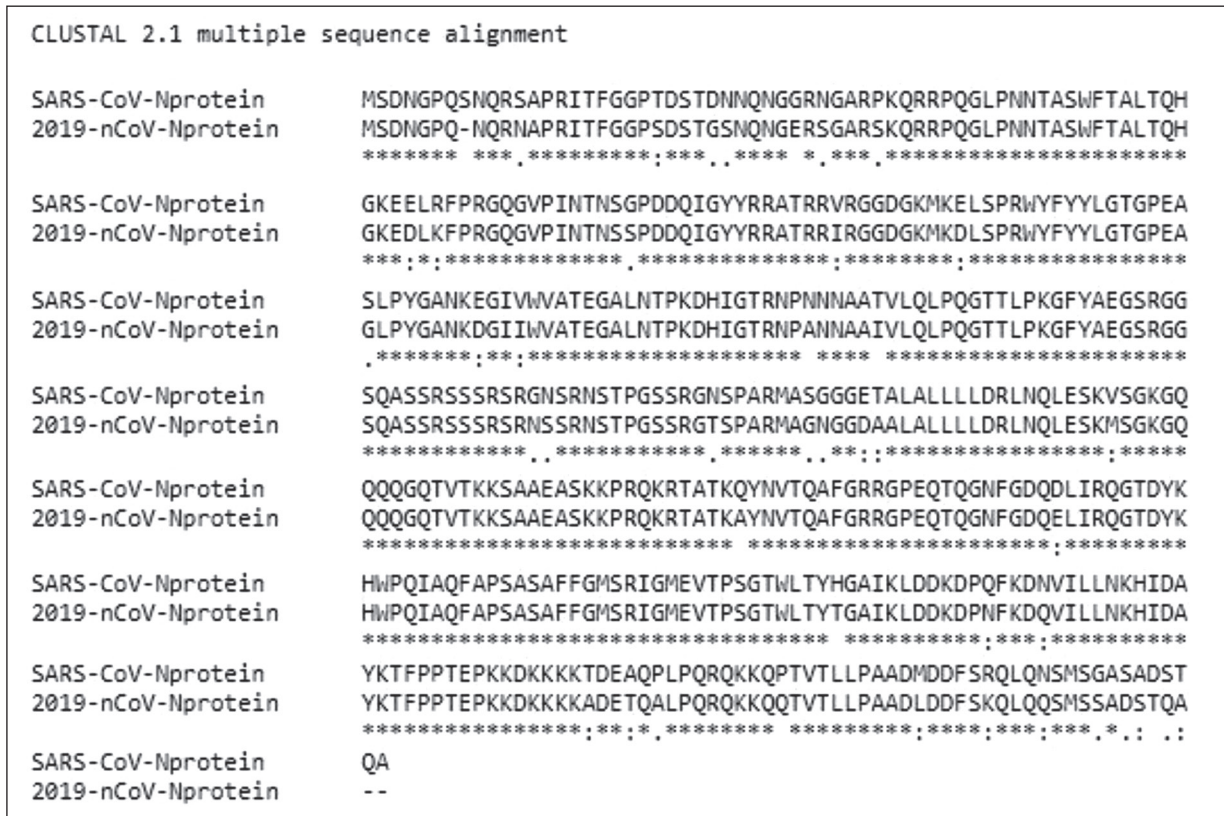 CLUSTAL 2.1 multiple sequence alignment
SARS-CoV-Nprotein MSDNGPQSNQRSAPRITFGGPTDSTDNNQNGGRNGARPKQRRPQGLPNNTASWFTALTQH
2019-nCoV-Nprotein MSDNGPQ-NQRNAPRITFGGPSDSTGSNQNGERSGARSKQRRPQGLPNNTASWFTALTQH
******* ***.*********:***..**** *.***.**********************
SARS-CoV-Nprotein GKEELRFPRGQGVPINTNSGPDDQIGYYRRATRRVRGGDGKMKELSPRWYFYYLGTGPEA
2019-nCoV-Nprotein GKEDLKFPRGQGVPINTNSSPDDQIGYYRRATRRIRGGDGKMKDLSPRWYFYYLGTGPEA
***:*:*************.**************:********:****************
SARS-CoV-Nprotein SLPYGANKEGIVWVATEGALNTPKDHIGTRNPNNNAATVLQLPQGTTLPKGFYAEGSRGG
2019-nCoV-Nprotein GLPYGANKDGIIWVATEGALNTPKDHIGTRNPANNAAIVLQLPQGTTLPKGFYAEGSRGG
.*******:**:******************** **** **********************
SARS-CoV-Nprotein SQASSRSSSRSRGNSRNSTPGSSRGNSPARMASGGGETALALLLLDRLNQLESKVSGKGQ
2019-nCoV-Nprotein SQASSRSSSRSRNSSRNSTPGSSRGTSPARMAGNGGDAALALLLLDRLNQLESKMSGKGQ
************..***********.******..**::****************:*****
SARS-CoV-Nprotein QQQGQTVTKKSAAEASKKPRQKRTATKQYNVTQAFGRRGPEQTQGNFGDQDLIRQGTDYK
2019-nCoV-Nprotein QQQGQTVTKKSAAEASKKPRQKRTATKAYNVTQAFGRRGPEQTQGNFGDQELIRQGTDYK
*************************** **********************:*********
SARS-CoV-Nprotein HWPQIAQFAPSASAFFGMSRIGMEVTPSGTWLTYHGAIKLDDKDPQFKDNVILLNKHIDA
2019-nCoV-Nprotein HWPQIAQFAPSASAFFGMSRIGMEVTPSGTWLTYTGAIKLDDKDPNFKDQVILLNKHIDA
********************************** **********:***:**********
SARS-CoV-Nprotein YKTFPPTEPKKDKKKKTDEAQPLPQRQKKQPTVTLLPAADMDDFSRQLQNSMSGASADST
2019-nCoV-Nprotein YKTFPPTEPKKDKKKKADETQALPQRQKKQQTVTLLPAADLDDFSKQLQQSMSSADSTQA
****************:**:*.******** *********:****:***:***.*.: .:
SARS-CoV-Nprotein QA
2019-nCoV-Nprotein --